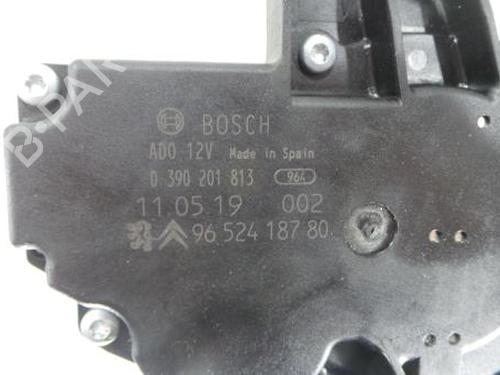 BOSCH
ADO 12V Made in Spain
0 390 201 813 964
11 05 19 002
96 524 187 80
B-PAR